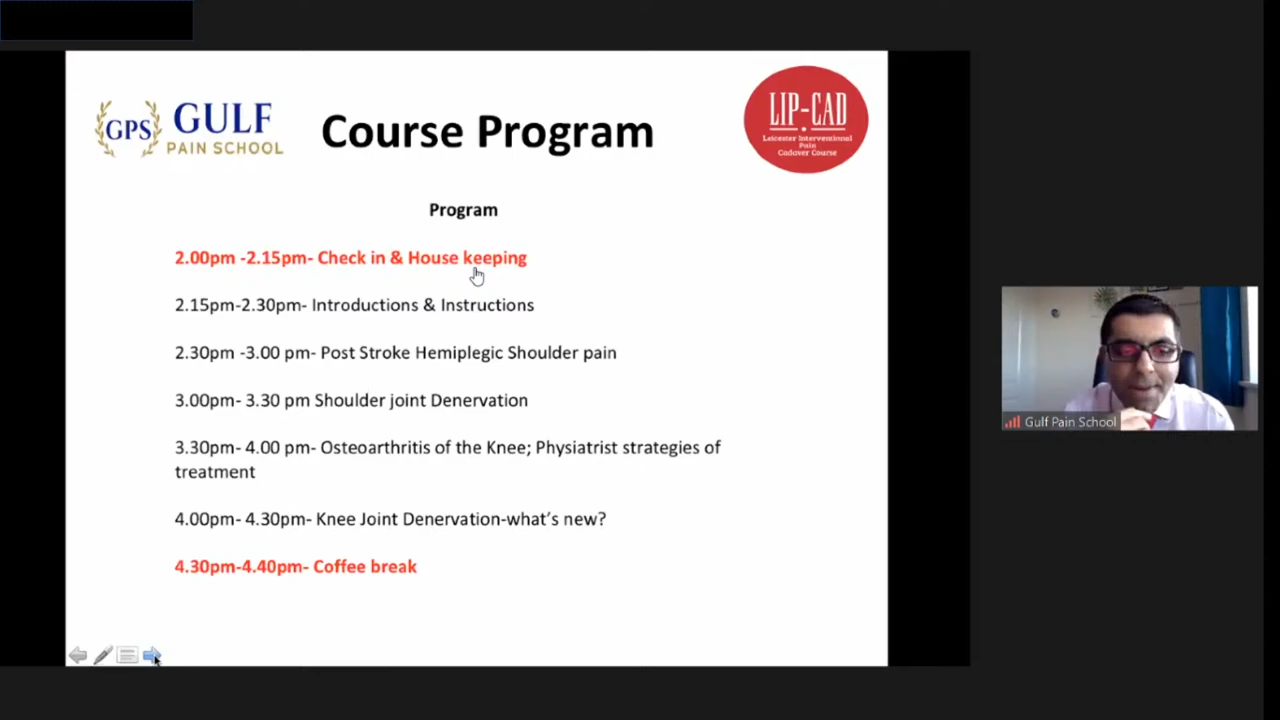 GPS GULF
PAIN SCHOOL
Course Program
LIP-CAD
Leicester Interventional
Pain
Cadaver Course
Program
2.00pm -2.15pm- Check in & House keeping
2.15pm-2.30pm- Introductions & Instructions
2.30pm -3.00 pm- Post Stroke Hemiplegic Shoulder pain
3.00pm- 3.30 pm Shoulder joint Denervation
3.30pm- 4.00 pm- Osteoarthritis of the Knee; Physiatrist strategies of
treatment
4.00pm- 4.30pm- Knee Joint Denervation-what's new?
4.30pm-4.40pm- Coffee break
Gulf Pain School